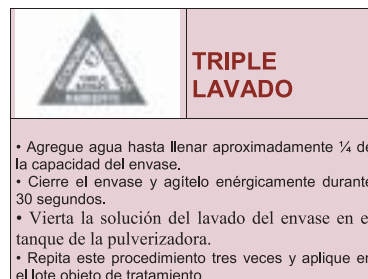 TRIPLE
LAVADO
TRIPLE
LAVADO
• Agregue agua hasta llenar aproximadamente ¼ de
la capacidad del envase.
• Cierre el envase y agítelo enérgicamente durante
30 segundos.
• Vierta la solución del lavado del envase en e
tanque de la pulverizadora.
• Repita este procedimiento tres veces y aplique en
el lote objeto de tratamiento